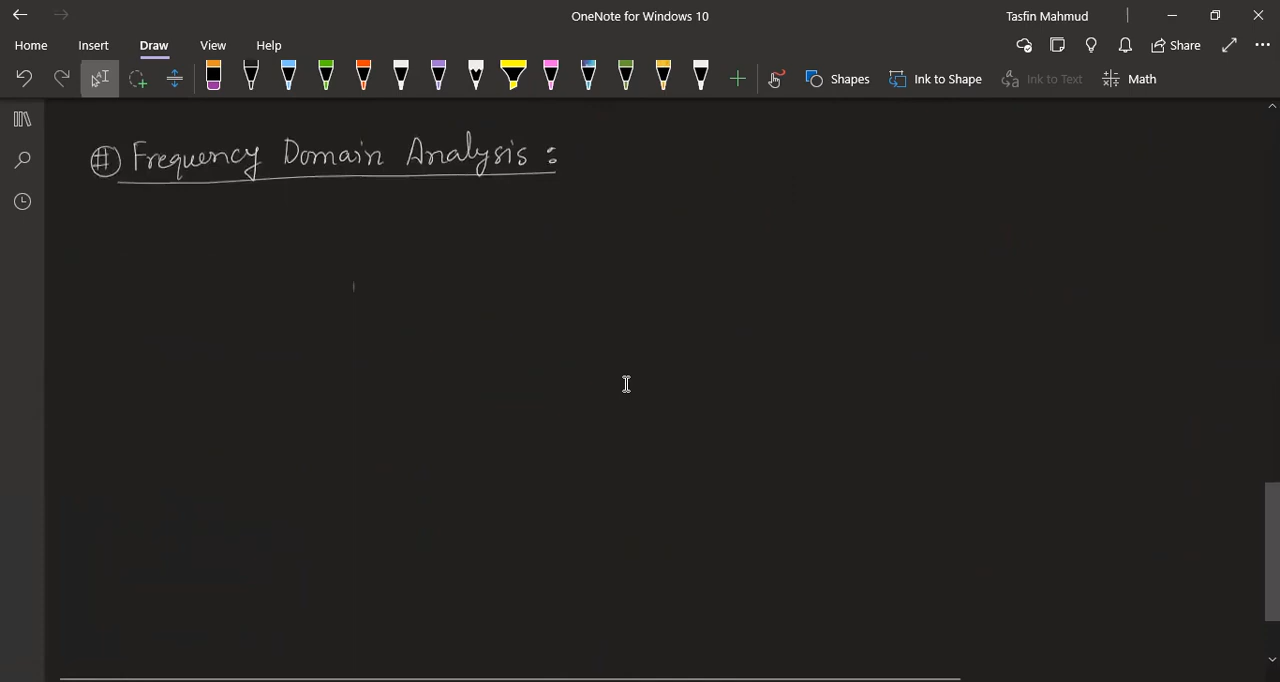 OneNote for Windows 10
Tasfin Mahmud
Home Insert Draw View Help
Share
Shapes Ink to Shape Ink to Text Math
# Frequency Domain Analysis :